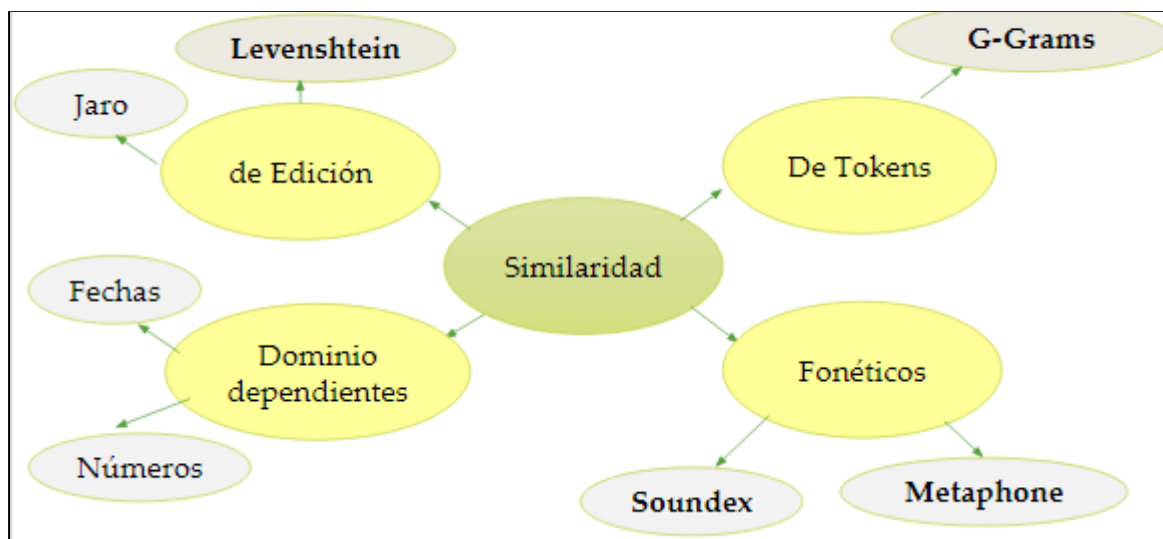 Levenshtein
G-Grams
Jaro
de Edición
De Tokens
Similaridad
Fechas
Dominio
dependientes
Fonéticos
Números
Soundex
Metaphone